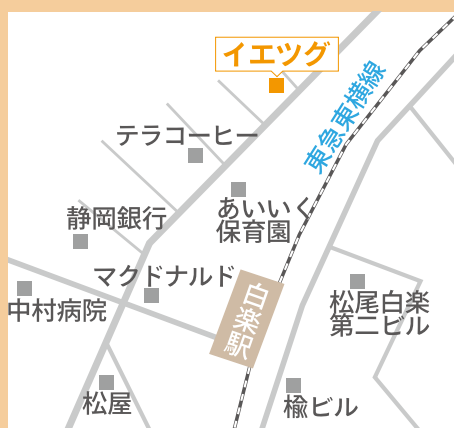 イエツグ
東急東横線
テラコーヒー
あいいく
保育園
静岡銀行
マクドナルド
中村病院
白楽駅
松尾白楽
第二ビル
松屋
楡ビル